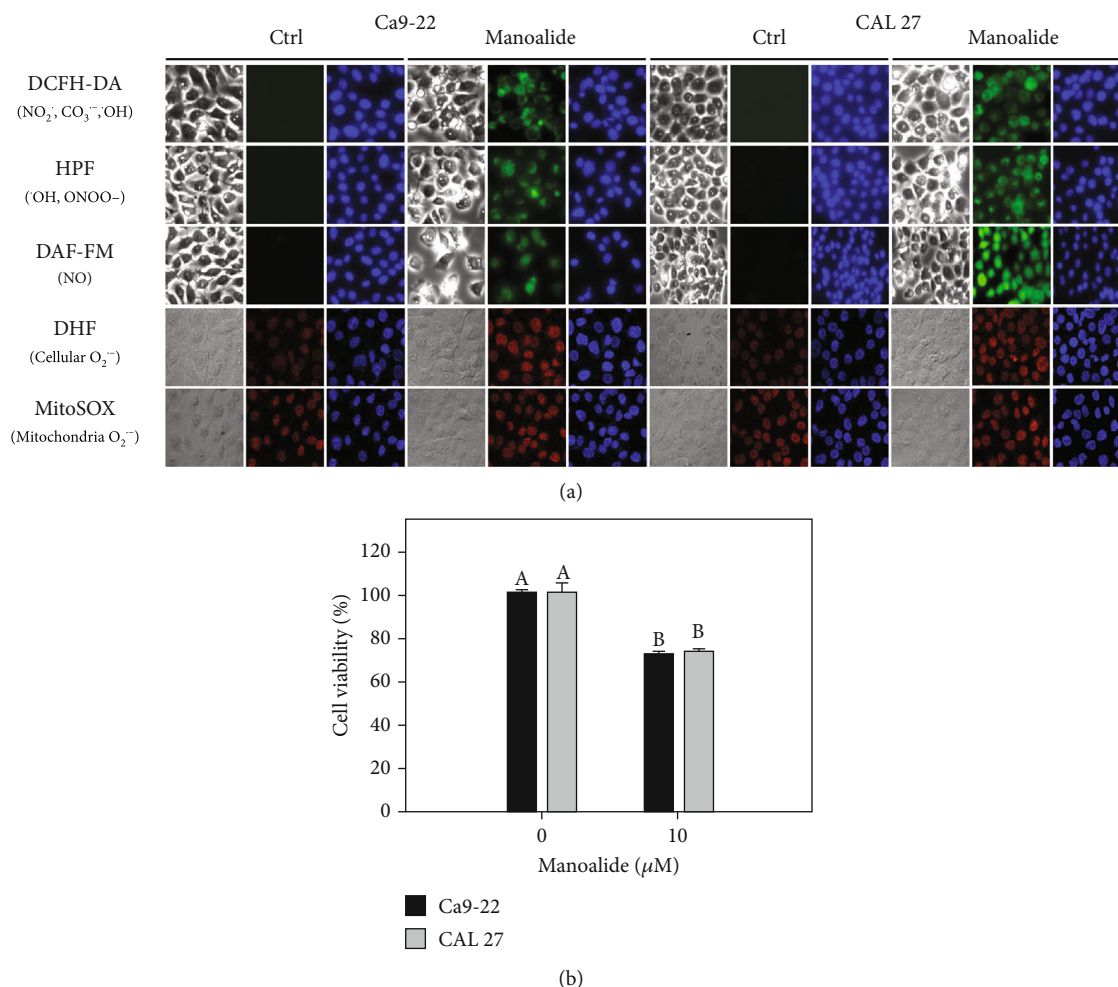 Ca9-22 CAL 27
Ctrl Manoalide Ctrl Manoalide
DCFH-DA
(NO₂˙, CO₃˙⁻,˙OH)
HPF
(˙OH, ONOO−)
DAF-FM
(NO)
DHF
(Cellular O₂˙⁻)
MitoSOX
(Mitochondria O₂˙⁻)
(a)
120
100
80
60
40
20
0
Cell viability (%)
A A
B B
0 10
Manoalide (μM)
Ca9-22
CAL 27
(b)